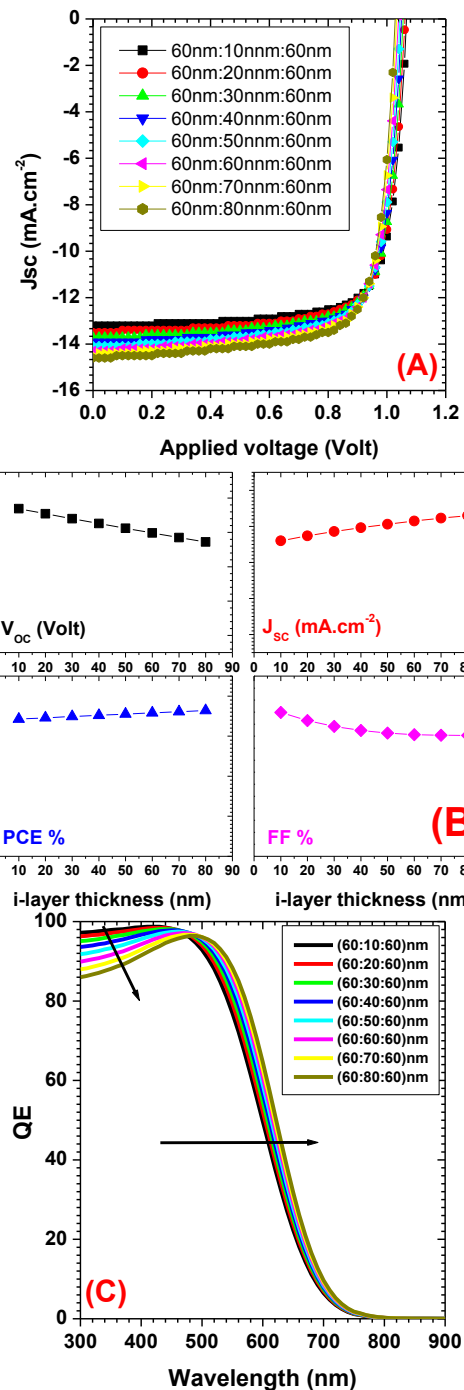 0
-2
-4
-6
-8
-10
-12
-14
-16
Jsc (mA.cm-2)
60nm:10nnm:60nm
60nm:20nnm:60nm
60nm:30nnm:60nm
60nm:40nnm:60nm
60nm:50nnm:60nm
60nm:60nnm:60nm
60nm:70nnm:60nm
60nm:80nnm:60nm
(A)
0.0 0.2 0.4 0.6 0.8 1.0 1.2
Applied voltage (Volt)
VOC (Volt)
10 20 30 40 50 60 70 80 90
JSC (mA.cm-2)
0 10 20 30 40 50 60 70 80
PCE %
10 20 30 40 50 60 70 80 90
i-layer thickness (nm)
FF %
(B
0 10 20 30 40 50 60 70 80
i-layer thickness (nm)
100
80
60
40
20
0
QE
(60:10:60)nm
(60:20:60)nm
(60:30:60)nm
(60:40:60)nm
(60:50:60)nm
(60:60:60)nm
(60:70:60)nm
(60:80:60)nm
(C)
300 400 500 600 700 800 900
Wavelength (nm)